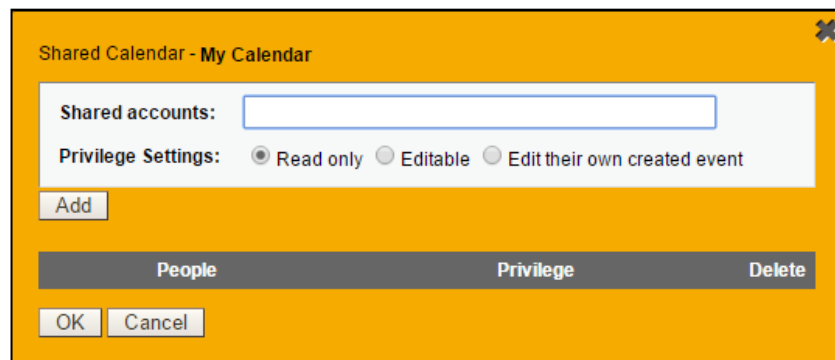 Shared Calendar - My Calendar
Shared accounts:
Privilege Settings: Read only Editable Edit their own created event
Add
People Privilege Delete
OK Cancel